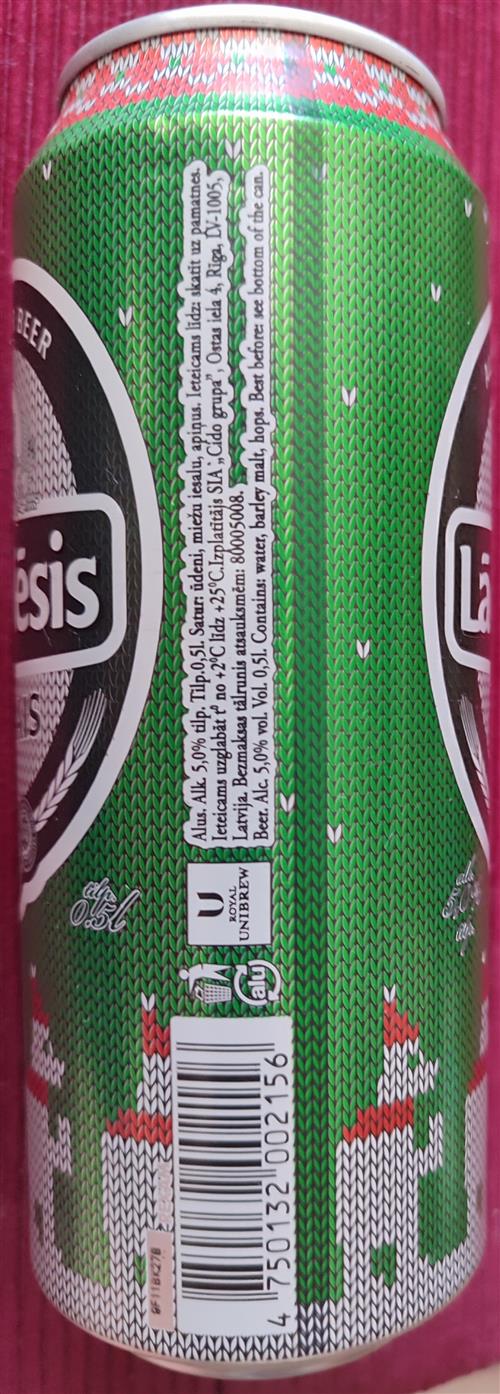 BEER
ēsis
Lā
Alus. Alk. 5,0% tilp. Tilp.0,5l. Satur: ūdeni, miežu iesalu, apiņus. Ieteicams līdz: skatīt uz pamatnes.
Ieteicams uzglabāt t° no +2°C līdz +25°C.Izplatītājs SIA „Cido grupa”, Ostas iela 4, Rīga, LV-1005,
Latvija. Bezmaksas tālrunis atsauksmēm: 80005008.
Beer. Alc. 5,0% vol. Vol. 0,5l. Contains: water, barley malt, hops. Best before: see bottom of the can.
tilp.
0.5l
U
ROYAL
UNIBREW
alu
4 750132 002156